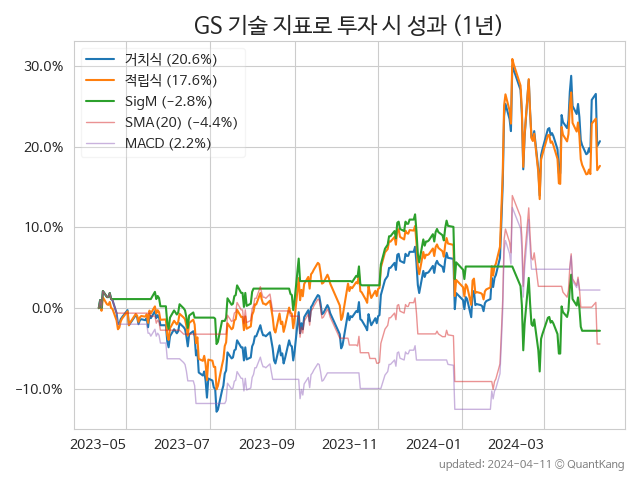 GS 기술 지표로 투자 시 성과 (1년)
거치식 (20.6%)
적립식 (17.6%)
SigM (−2.8%)
SMA(20) (−4.4%)
MACD (2.2%)
30.0%
20.0%
10.0%
0.0%
−10.0%
2023-05 2023-07 2023-09 2023-11 2024-01 2024-03
updated: 2024-04-11 © QuantKang